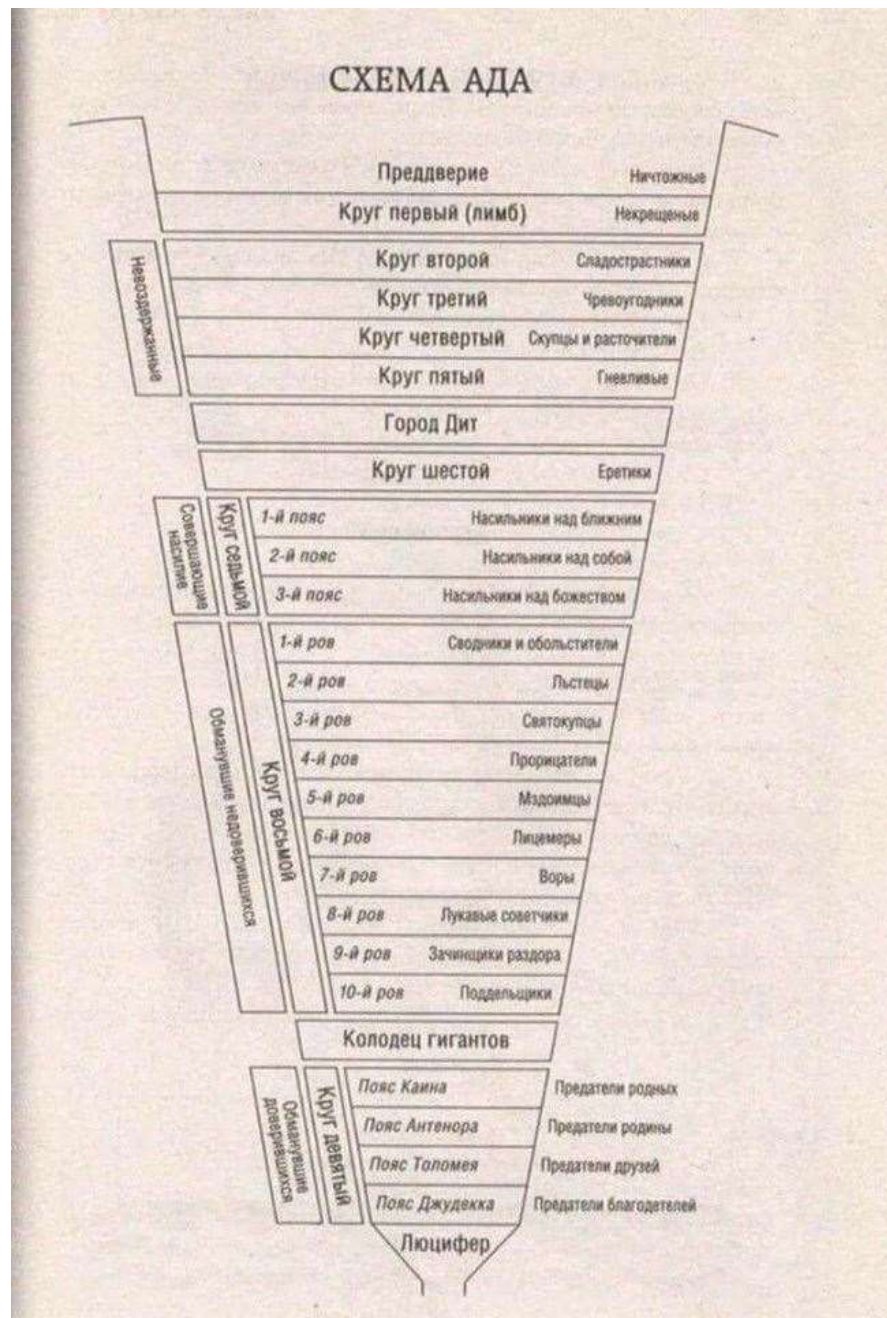 СХЕМА АДА
Преддверие Ничтожные
Круг первый (лимб) Некрещеные
Невоздержанные
Круг второй Сладострастники
Круг третий Чревоугодники
Круг четвертый Скупцы и расточители
Круг пятый Гневливые
Город Дит
Круг шестой Еретики
Совершающие
насилие
Круг седьмой
1-й пояс Насильники над ближним
2-й пояс Насильники над собой
3-й пояс Насильники над божеством
Обманувшие недоверившихся
Круг восьмой
1-й ров Сводники и обольстители
2-й ров Льстецы
3-й ров Святокупцы
4-й ров Прорицатели
5-й ров Мздоимцы
6-й ров Лицемеры
7-й ров Воры
8-й ров Лукавые советчики
9-й ров Зачинщики раздора
10-й ров Поддельщики
Колодец гигантов
Обманувшие
доверившихся
Круг девятый
Пояс Каина Предатели родных
Пояс Антенора Предатели родины
Пояс Толомея Предатели друзей
Пояс Джудекка Предатели благодетелей
Люцифер